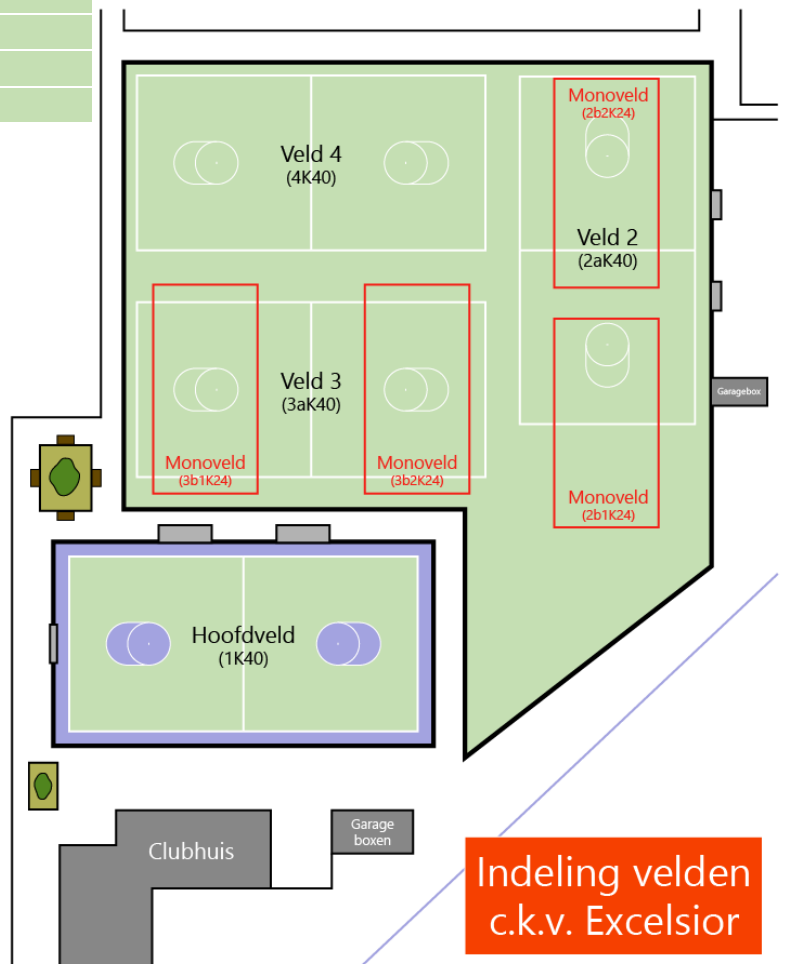 Monoveld
(2b2K24)
Veld 4
(4K40)
Veld 2
(2aK40)
Veld 3
(3aK40)
Garagebox
Monoveld
(3b1K24)
Monoveld
(3b2K24)
Monoveld
(2b1K24)
Hoofdveld
(1K40)
Clubhuis
Garage
boxen
Indeling velden
c.k.v. Excelsior